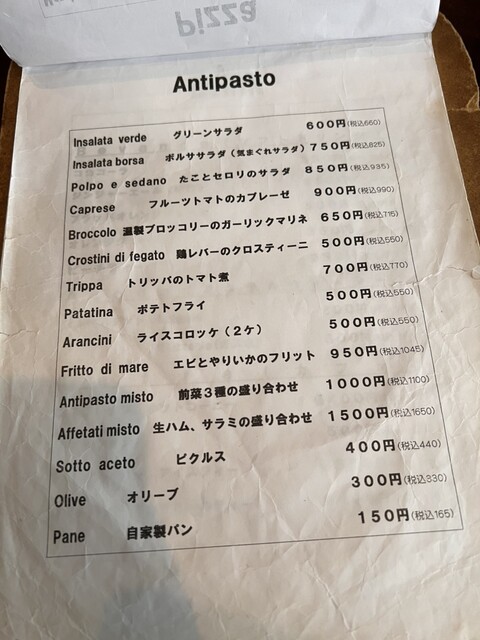 Pizza
Antipasto
Insalata verde グリーンサラダ 600円(税込660)
Insalata borsa ボルササラダ(気まぐれサラダ) 750円(税込825)
Polpo e sedano たことセロリのサラダ 850円(税込935)
Caprese フルーツトマトのカプレーゼ 900円(税込990)
Broccolo 温製ブロッコリーのガーリックマリネ 650円(税込715)
Crostini di fegato 鶏レバーのクロスティーニ 500円(税込550)
Trippa トリッパのトマト煮 700円(税込770)
Patatina ポテトフライ 500円(税込550)
Arancini ライスコロッケ(2ケ) 500円(税込550)
Fritto di mare エビとやりいかのフリット 950円(税込1045)
Antipasto misto 前菜3種の盛り合わせ 1000円(税込1100)
Affetati misto 生ハム、サラミの盛り合わせ 1500円(税込1650)
Sotto aceto ピクルス 400円(税込440)
Olive オリーブ 300円(税込330)
Pane 自家製パン 150円(税込165)